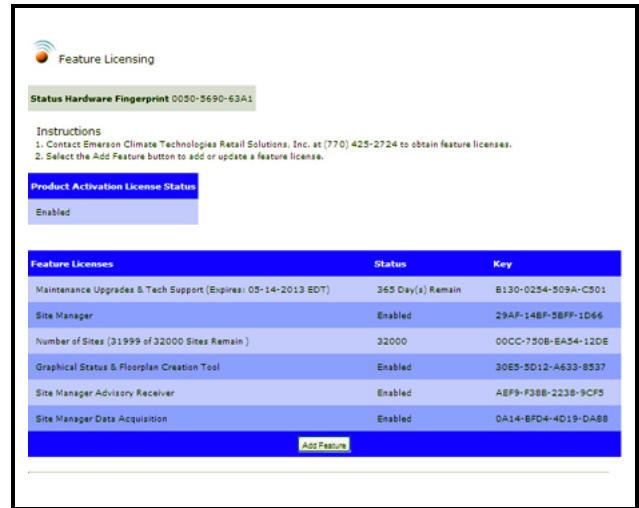 Feature Licensing
Status Hardware Fingerprint 0050-5690-63A1
Instructions
1. Contact Emerson Climate Technologies Retail Solutions, Inc. at (770) 425-2724 to obtain feature licenses.
2. Select the Add Feature button to add or update a feature license.
Product Activation License Status
Enabled
Feature Licenses Status Key
Maintenance Upgrades & Tech Support (Expires: 05-14-2013 EDT) 365 Day(s) Remain B130-0254-509A-C501
Site Manager Enabled 29AF-14BF-5BFF-1D66
Number of Sites (31999 of 32000 Sites Remain ) 32000 00CC-750B-EA54-12DE
Graphical Status & Floorplan Creation Tool Enabled 30E5-5D12-A633-8537
Site Manager Advisory Receiver Enabled AEF9-F38B-2238-9CF5
Site Manager Data Acquisition Enabled 0A14-BFD4-4D19-DA88
Add Feature